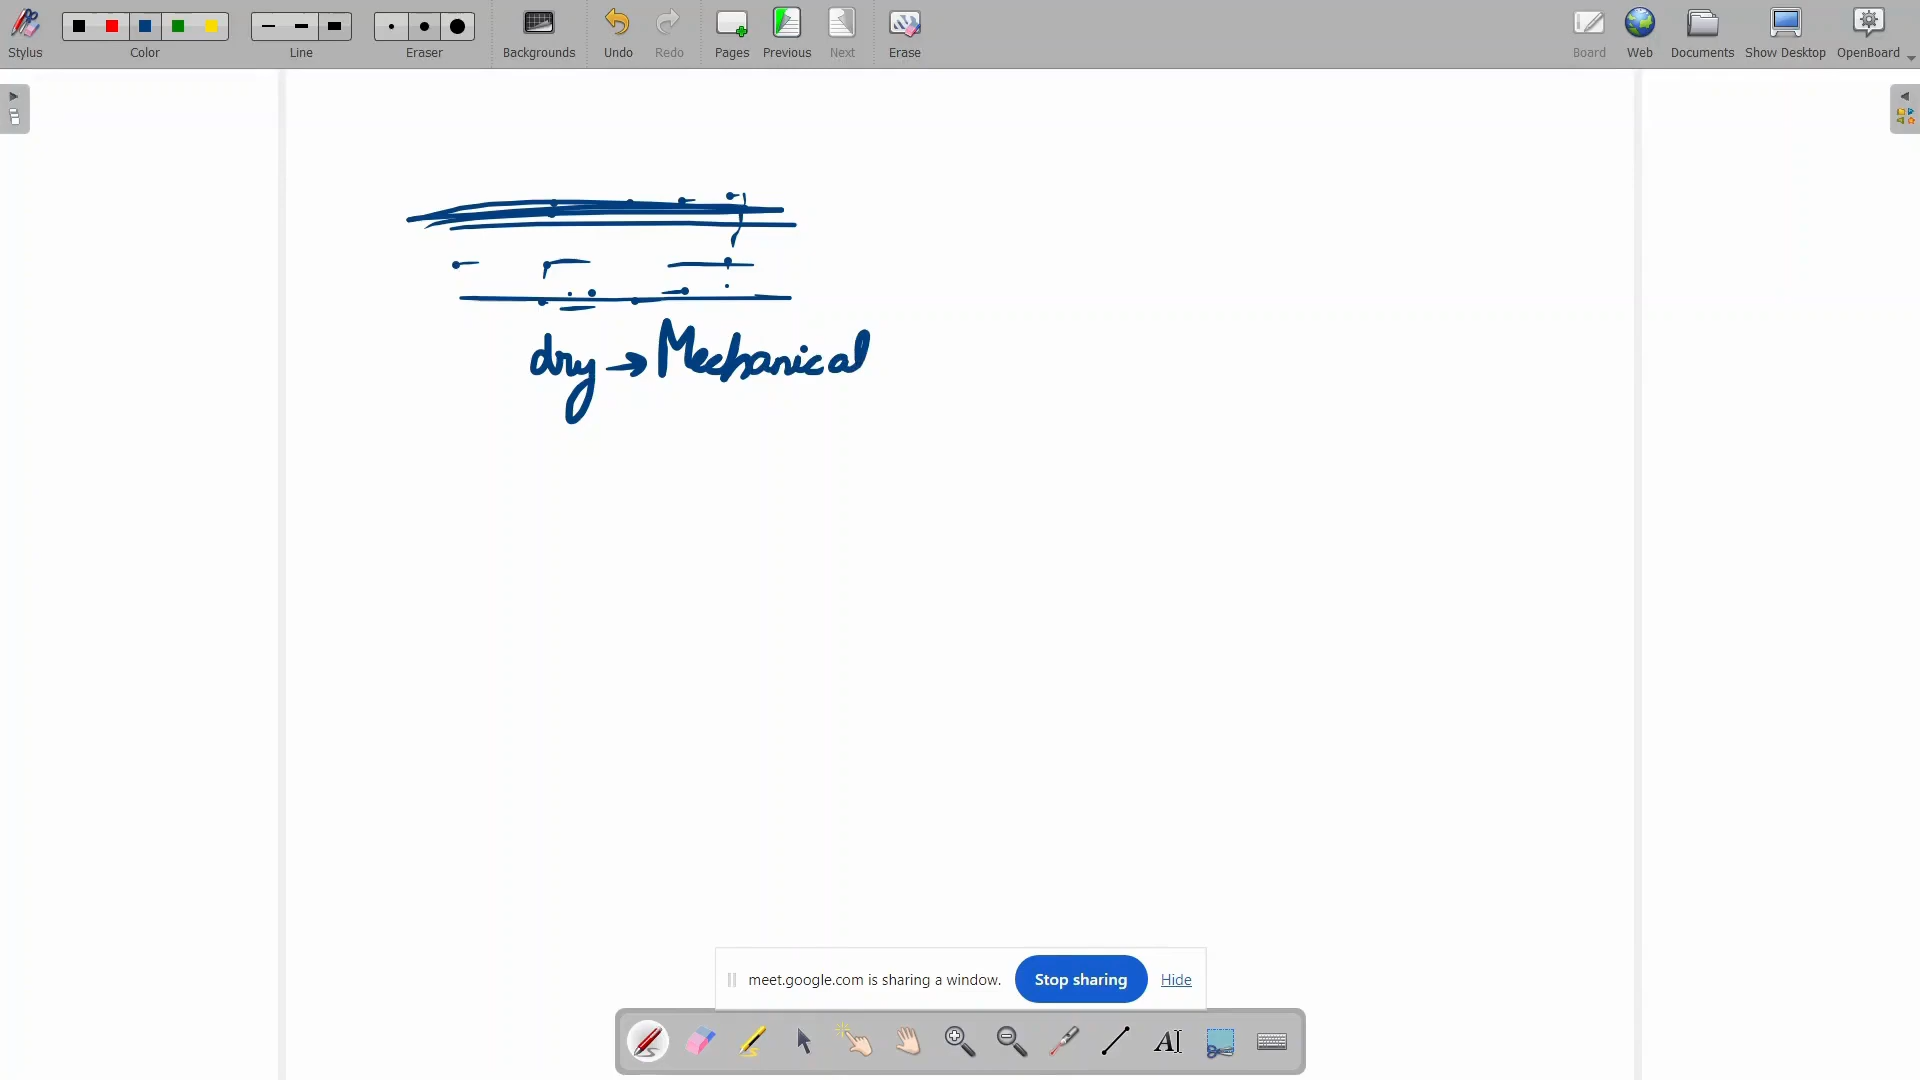 Stylus Color Line Eraser Backgrounds Undo Redo Pages Previous Next Erase Board Web Documents Show Desktop OpenBoard
dry → Mechanical
meet.google.com is sharing a window. Stop sharing Hide